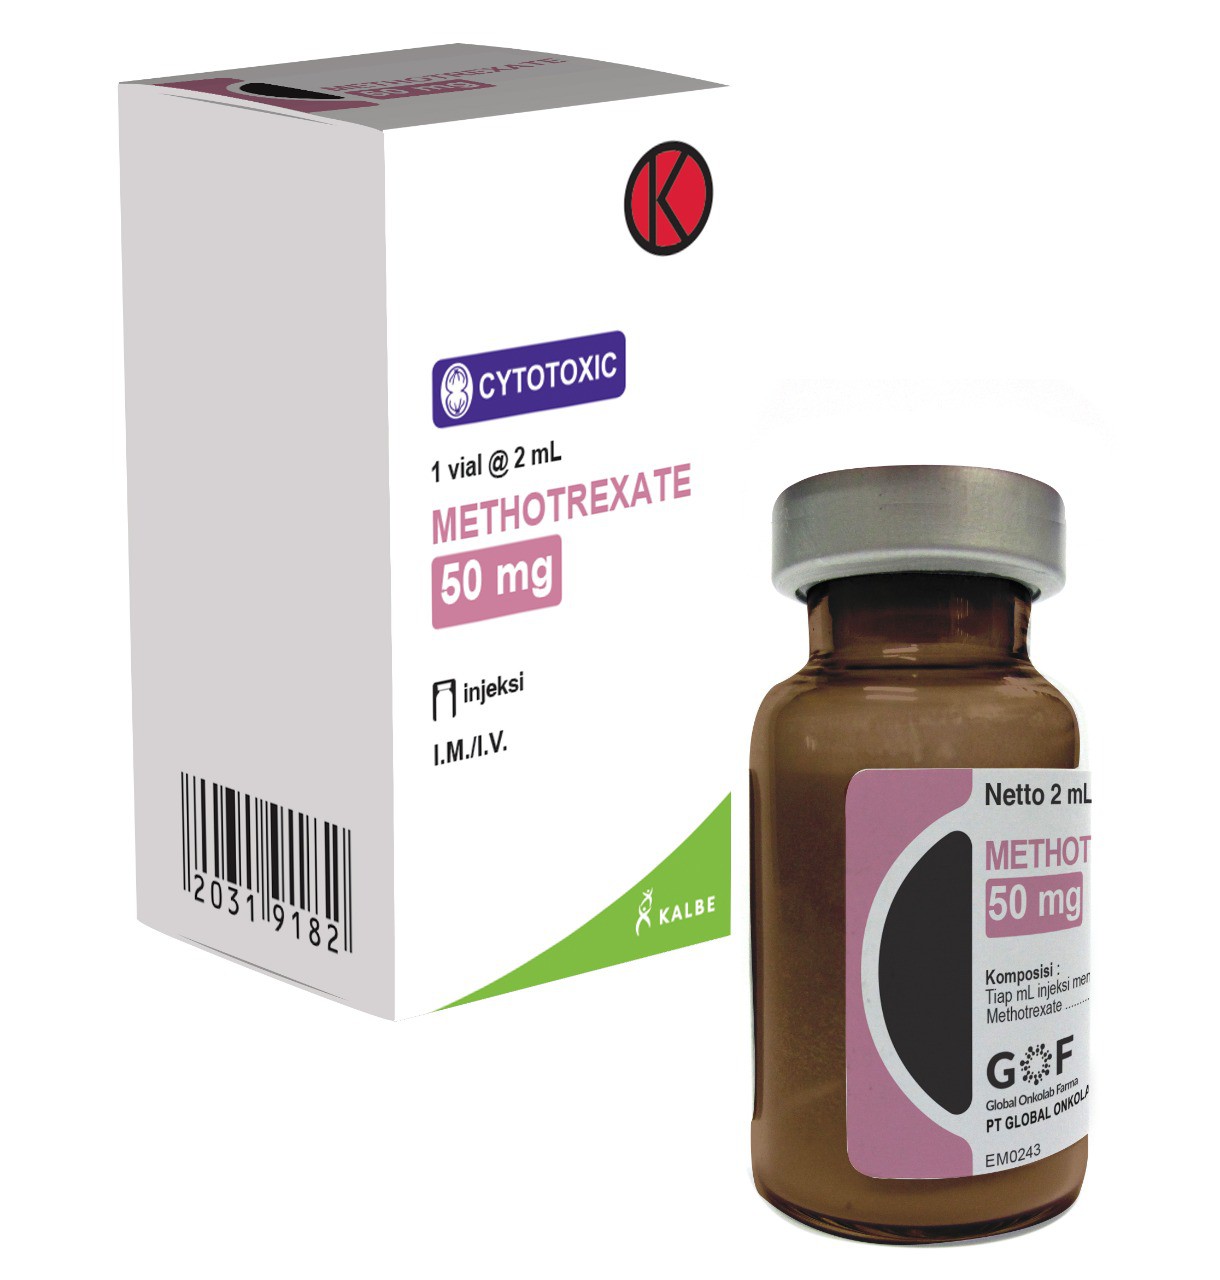 METHOTREXATE
50 mg
K
CYTOTOXIC
1 vial @ 2 mL
METHOTREXATE
50 mg
injeksi
I.M./I.V.
KALBE
20319182
Netto 2 mL
METHOT
50 mg
Komposisi :
Tiap mL injeksi men
Methotrexate ..........
GOF
Global Onkolab Farma
PT GLOBAL ONKOLA
EM0243